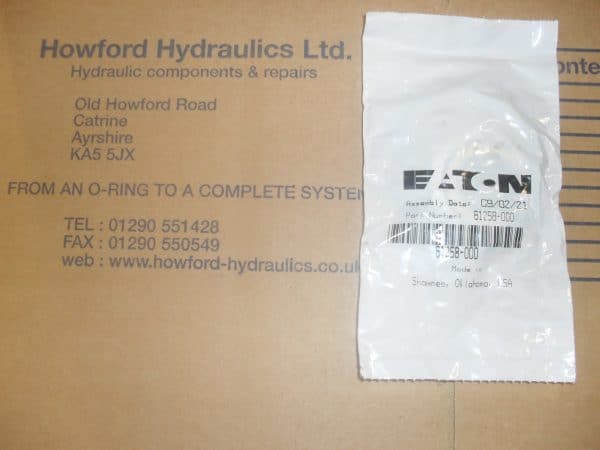 Howford Hydraulics Ltd.
Hydraulic components & repairs
Old Howford Road
Catrine
Ayrshire
KA5 5JX
FROM AN O-RING TO A COMPLETE SYSTEM
TEL : 01290 551428
FAX : 01290 550549
web : www.howford-hydraulics.co.uk
onte
EATON
Assembly Date: 09/02/21
Part Number: 61258-000
61258-000
Made in
Shawnee, Oklahoma, USA